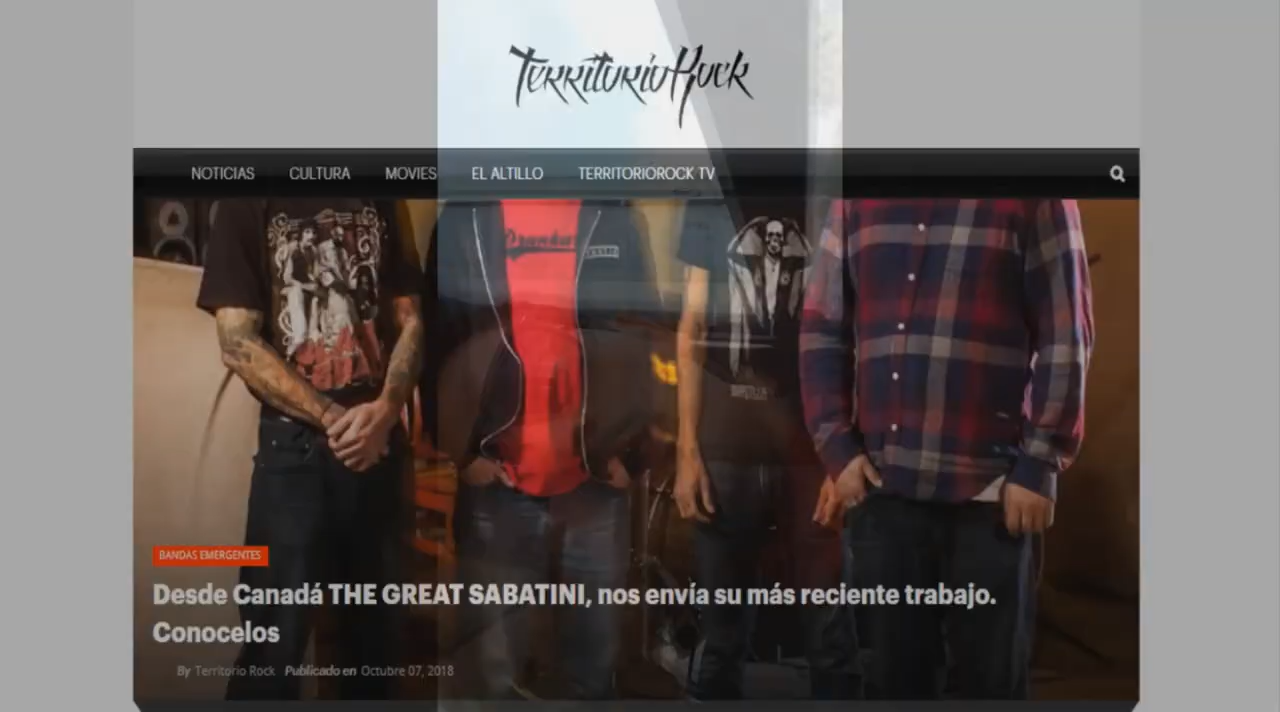 TerritorioRock
NOTICIAS CULTURA MOVIES EL ALTILLO TERRITORIOROCK TV
BANDAS EMERGENTES
Desde Canadá THE GREAT SABATINI, nos envía su más reciente trabajo.
Conocelos
By Territorio Rock Publicado en Octubre 07, 2018